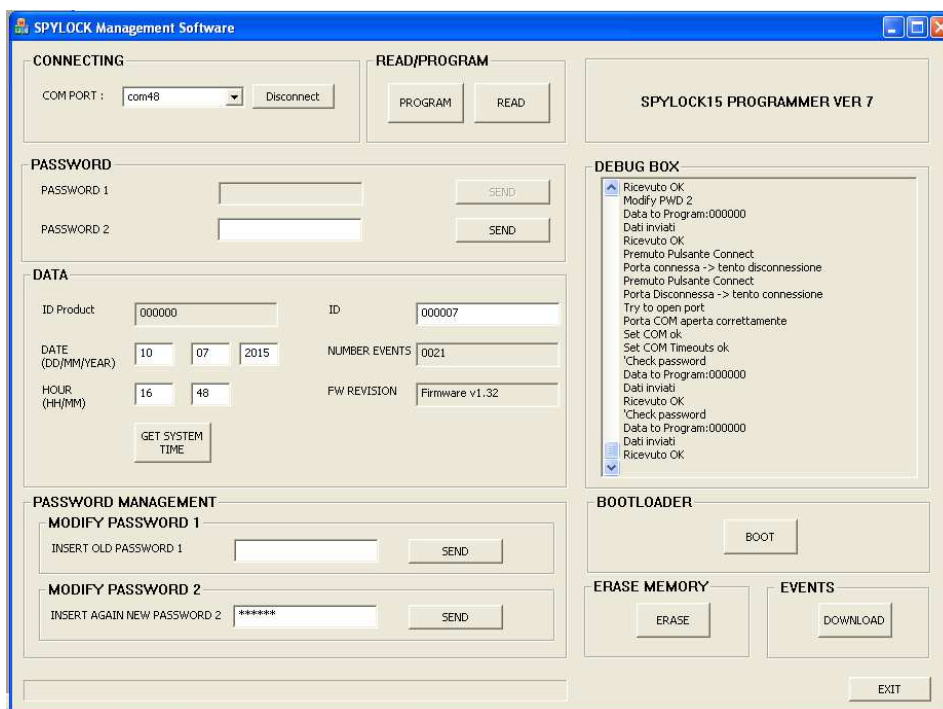 SPYLOCK Management Software
CONNECTING
COM PORT :
com48
Disconnect
READ/PROGRAM
PROGRAM
READ
SPYLOCK15 PROGRAMMER VER 7
PASSWORD
PASSWORD 1
SEND
PASSWORD 2
SEND
DEBUG BOX
Ricevuto OK
Modify PWD 2
Data to Program:000000
Dati inviati
Ricevuto OK
Premuto Pulsante Connect
Porta connessa -> tento disconnessione
Premuto Pulsante Connect
Porta Disconnessa -> tento connessione
Try to open port
Porta COM aperta correttamente
Set COM ok
Set COM Timeouts ok
'Check password
Data to Program:000000
Dati inviati
Ricevuto OK
'Check password
Data to Program:000000
Dati inviati
Ricevuto OK
DATA
ID Product
000000
ID
000007
DATE
(DD/MM/YEAR)
10
07
2015
NUMBER EVENTS
0021
HOUR
(HH/MM)
16
48
FW REVISION
Firmware v1.32
GET SYSTEM
TIME
PASSWORD MANAGEMENT
MODIFY PASSWORD 1
INSERT OLD PASSWORD 1
SEND
MODIFY PASSWORD 2
INSERT AGAIN NEW PASSWORD 2
******
SEND
BOOTLOADER
BOOT
ERASE MEMORY
ERASE
EVENTS
DOWNLOAD
EXIT